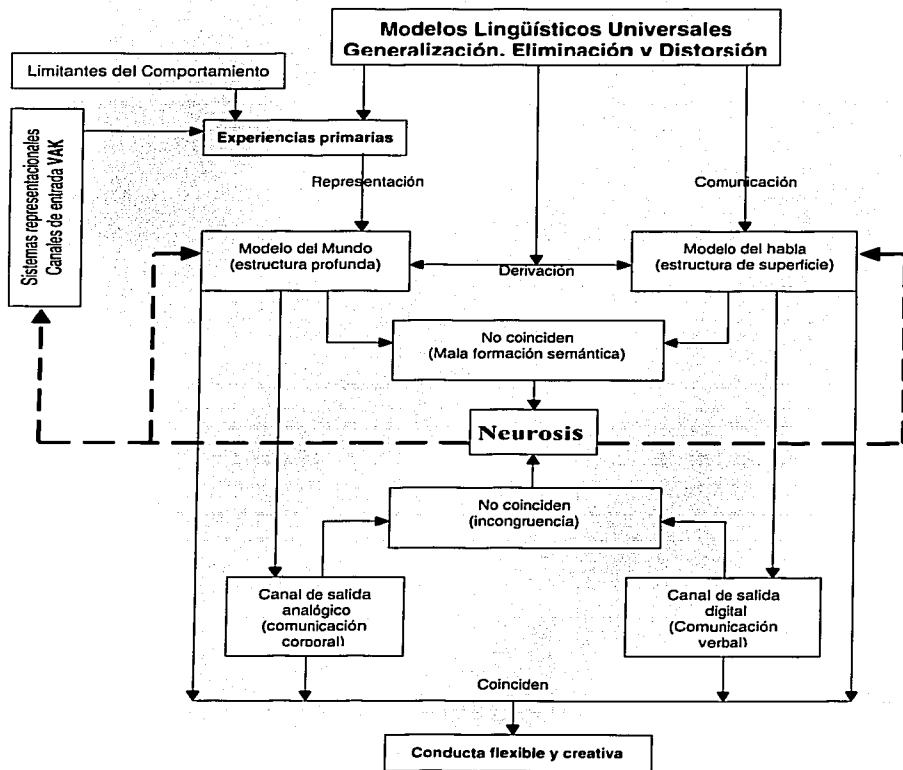 Modelos Lingüísticos Universales
Generalización, Eliminación y Distorsión
Limitantes del Comportamiento
Experiencias primarias
Sistemas representacionales
Canales de entrada VAK
Representación
Comunicación
Modelo del Mundo
(estructura profunda)
Derivación
Modelo del habla
(estructura de superficie)
No coinciden
(Mala formación semántica)
Neurosis
No coinciden
(incongruencia)
Canal de salida
analógico
(comunicación
corporal)
Canal de salida
digital
(Comunicación
verbal)
Coinciden
Conducta flexible y creativa